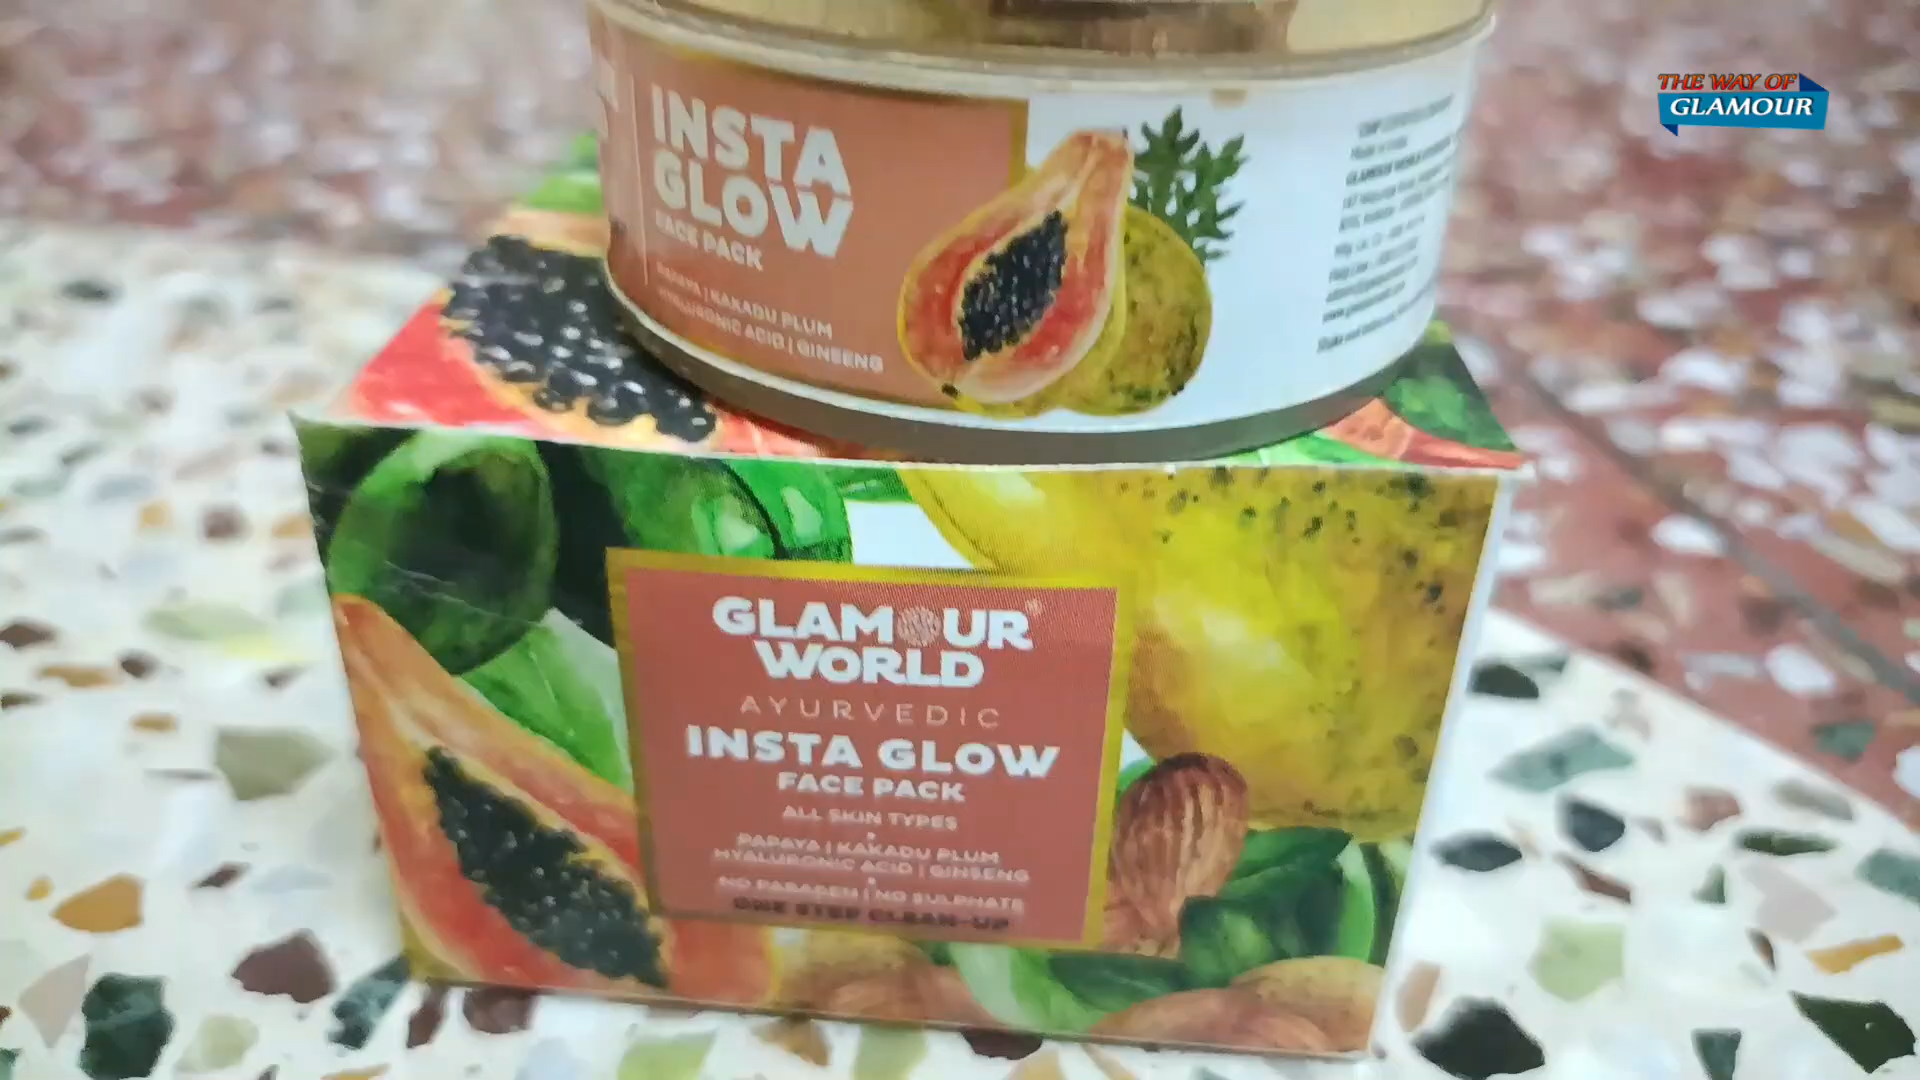 THE WAY OF
GLAMOUR
INSTA
GLOW
FACE PACK
PAPAYA | KAKADU PLUM
HYALURONIC ACID | GINSENG
GLAMOUR
WORLD
AYURVEDIC
INSTA GLOW
FACE PACK
ALL SKIN TYPES
PAPAYA | KAKADU PLUM
HYALURONIC ACID | GINSENG
NO PARABEN | NO SULPHATE
ONE STEP CLEAN-UP